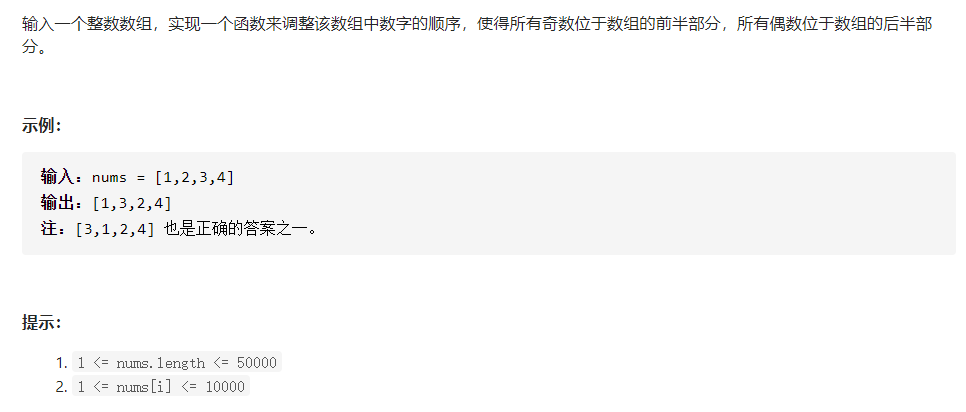 输入一个整数数组，实现一个函数来调整该数组中数字的顺序，使得所有奇数位于数组的前半部分，所有偶数位于数组的后半部
分。
示例：
输入：nums = [1,2,3,4]
输出：[1,3,2,4]
注：[3,1,2,4] 也是正确的答案之一。
提示：
1. 1 <= nums.length <= 50000
2. 1 <= nums[i] <= 10000